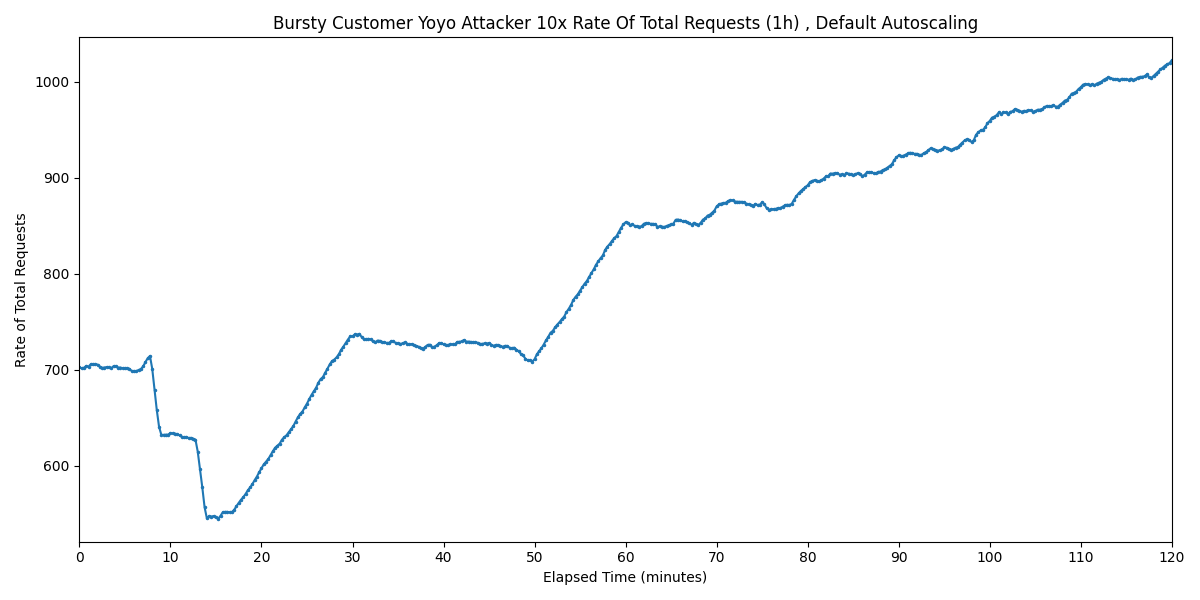 Bursty Customer Yoyo Attacker 10x Rate Of Total Requests (1h) , Default Autoscaling
Rate of Total Requests
1000
900
800
700
600
0 10 20 30 40 50 60 70 80 90 100 110 120
Elapsed Time (minutes)